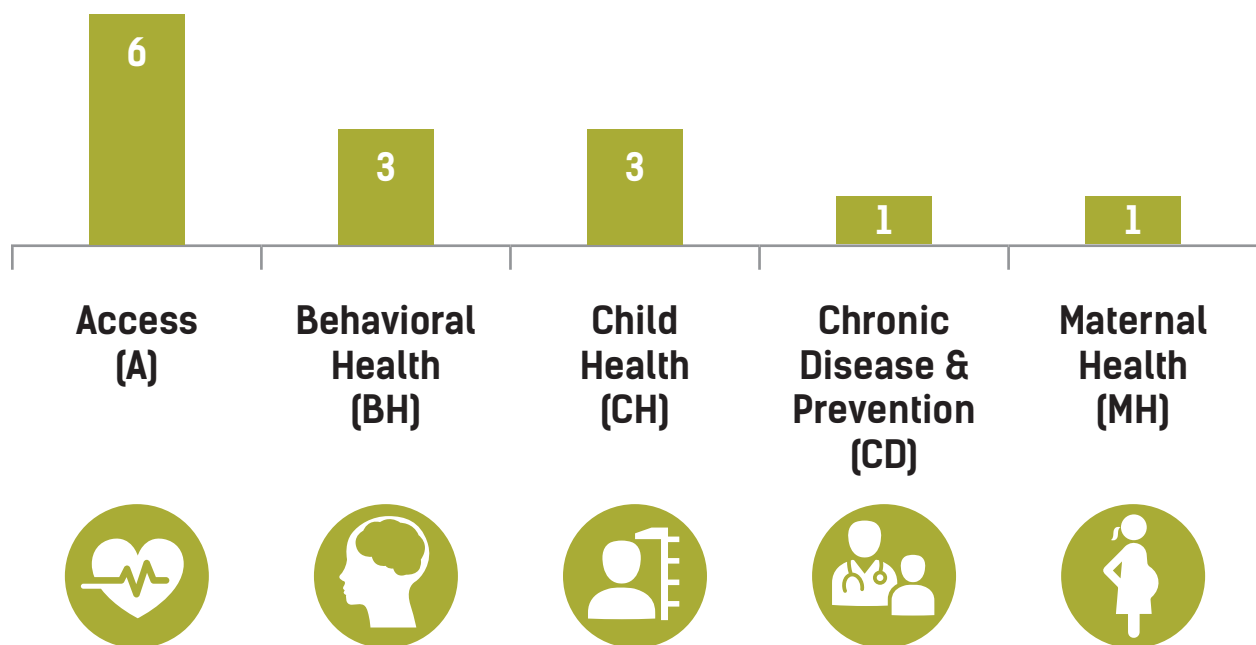 6
3
3
1
1
Access
(A)
Behavioral
Health
(BH)
Child
Health
(CH)
Chronic
Disease &
Prevention
(CD)
Maternal
Health
(MH)